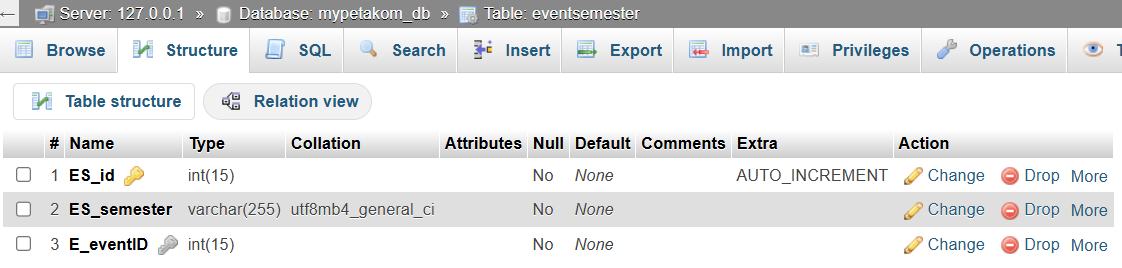 Server: 127.0.0.1 » Database: mypetakom_db » Table: eventsemester
Browse Structure SQL Search Insert Export Import Privileges Operations
Table structure Relation view
# Name Type Collation Attributes Null Default Comments Extra Action
1 ES_id int(15) No None AUTO_INCREMENT Change Drop More
2 ES_semester varchar(255) utf8mb4_general_ci No None Change Drop More
3 E_eventID int(15) No None Change Drop More